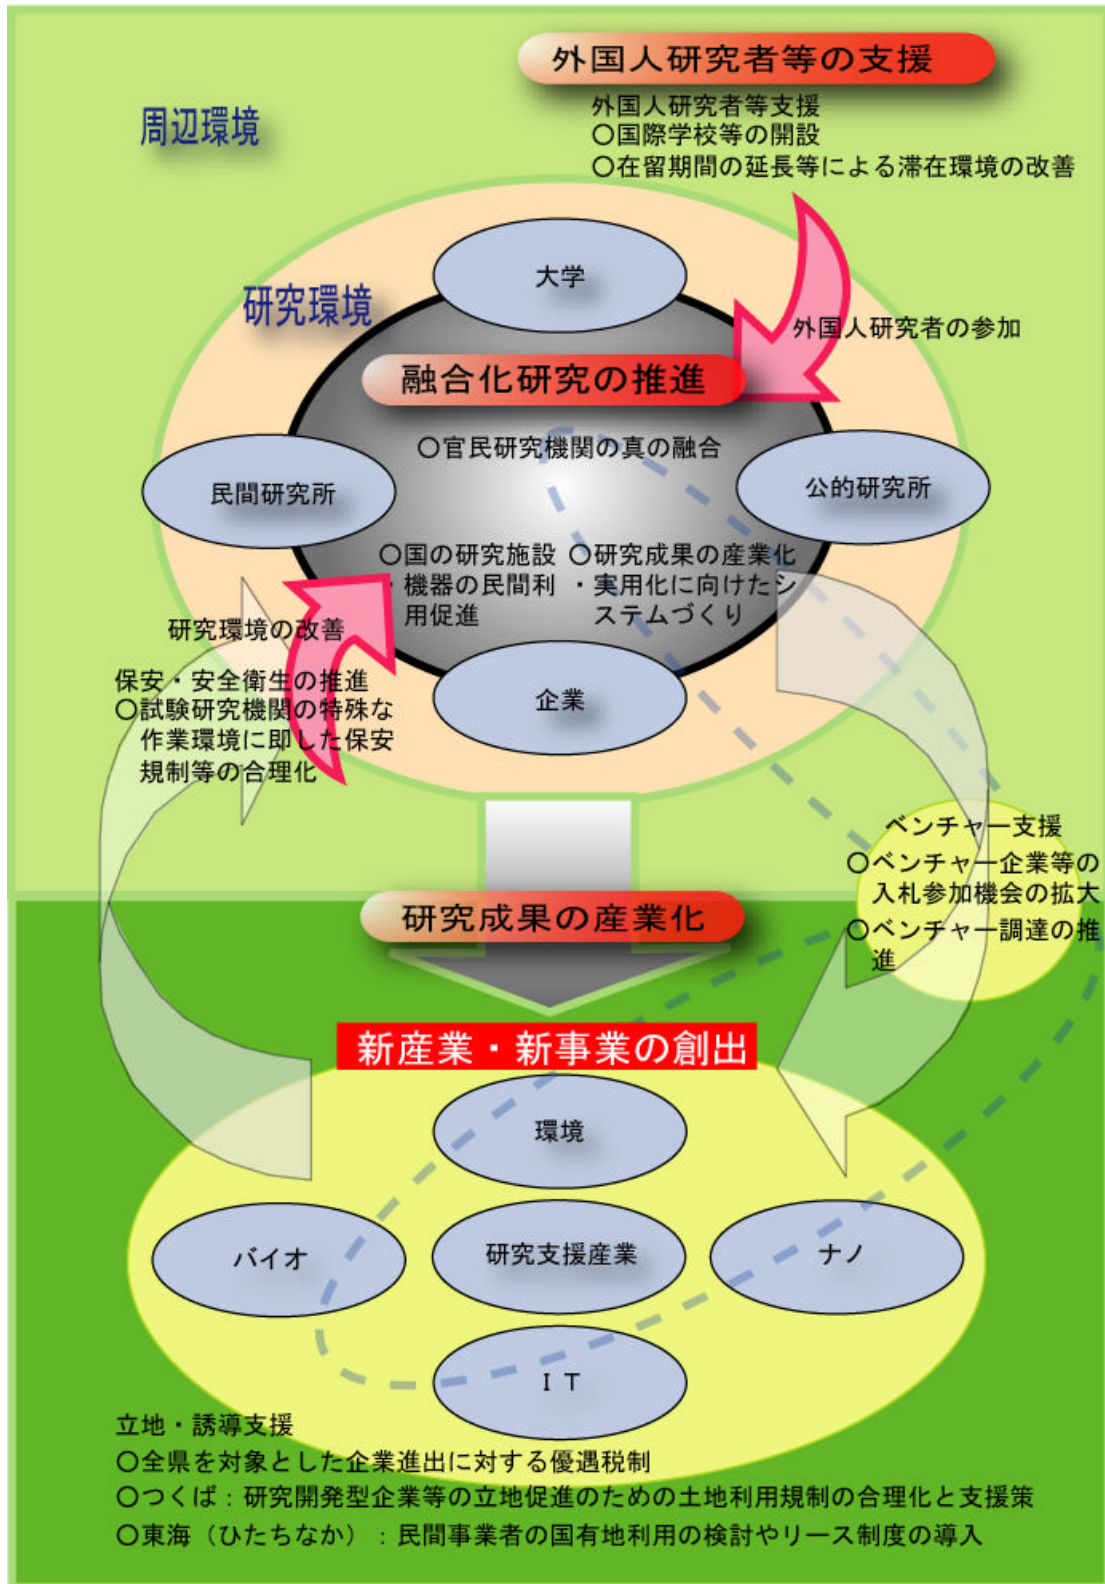 外国人研究者等の支援
外国人研究者等支援
○国際学校等の開設
○在留期間の延長等による滞在環境の改善
周辺環境
大学
研究環境
外国人研究者の参加
融合化研究の推進
○官民研究機関の真の融合
民間研究所
公的研究所
○国の研究施設
・機器の民間利
用促進
○研究成果の産業化
・実用化に向けたシ
ステムづくり
研究環境の改善
保安・安全衛生の推進
○試験研究機関の特殊な
作業環境に即した保安
規制等の合理化
企業
ベンチャー支援
○ベンチャー企業等の
入札参加機会の拡大
○ベンチャー調達の推
進
研究成果の産業化
新産業・新事業の創出
環境
バイオ
研究支援産業
ナノ
ＩＴ
立地・誘導支援
○全県を対象とした企業進出に対する優遇税制
○つくば：研究開発型企業等の立地促進のための土地利用規制の合理化と支援策
○東海（ひたちなか）：民間事業者の国有地利用の検討やリース制度の導入